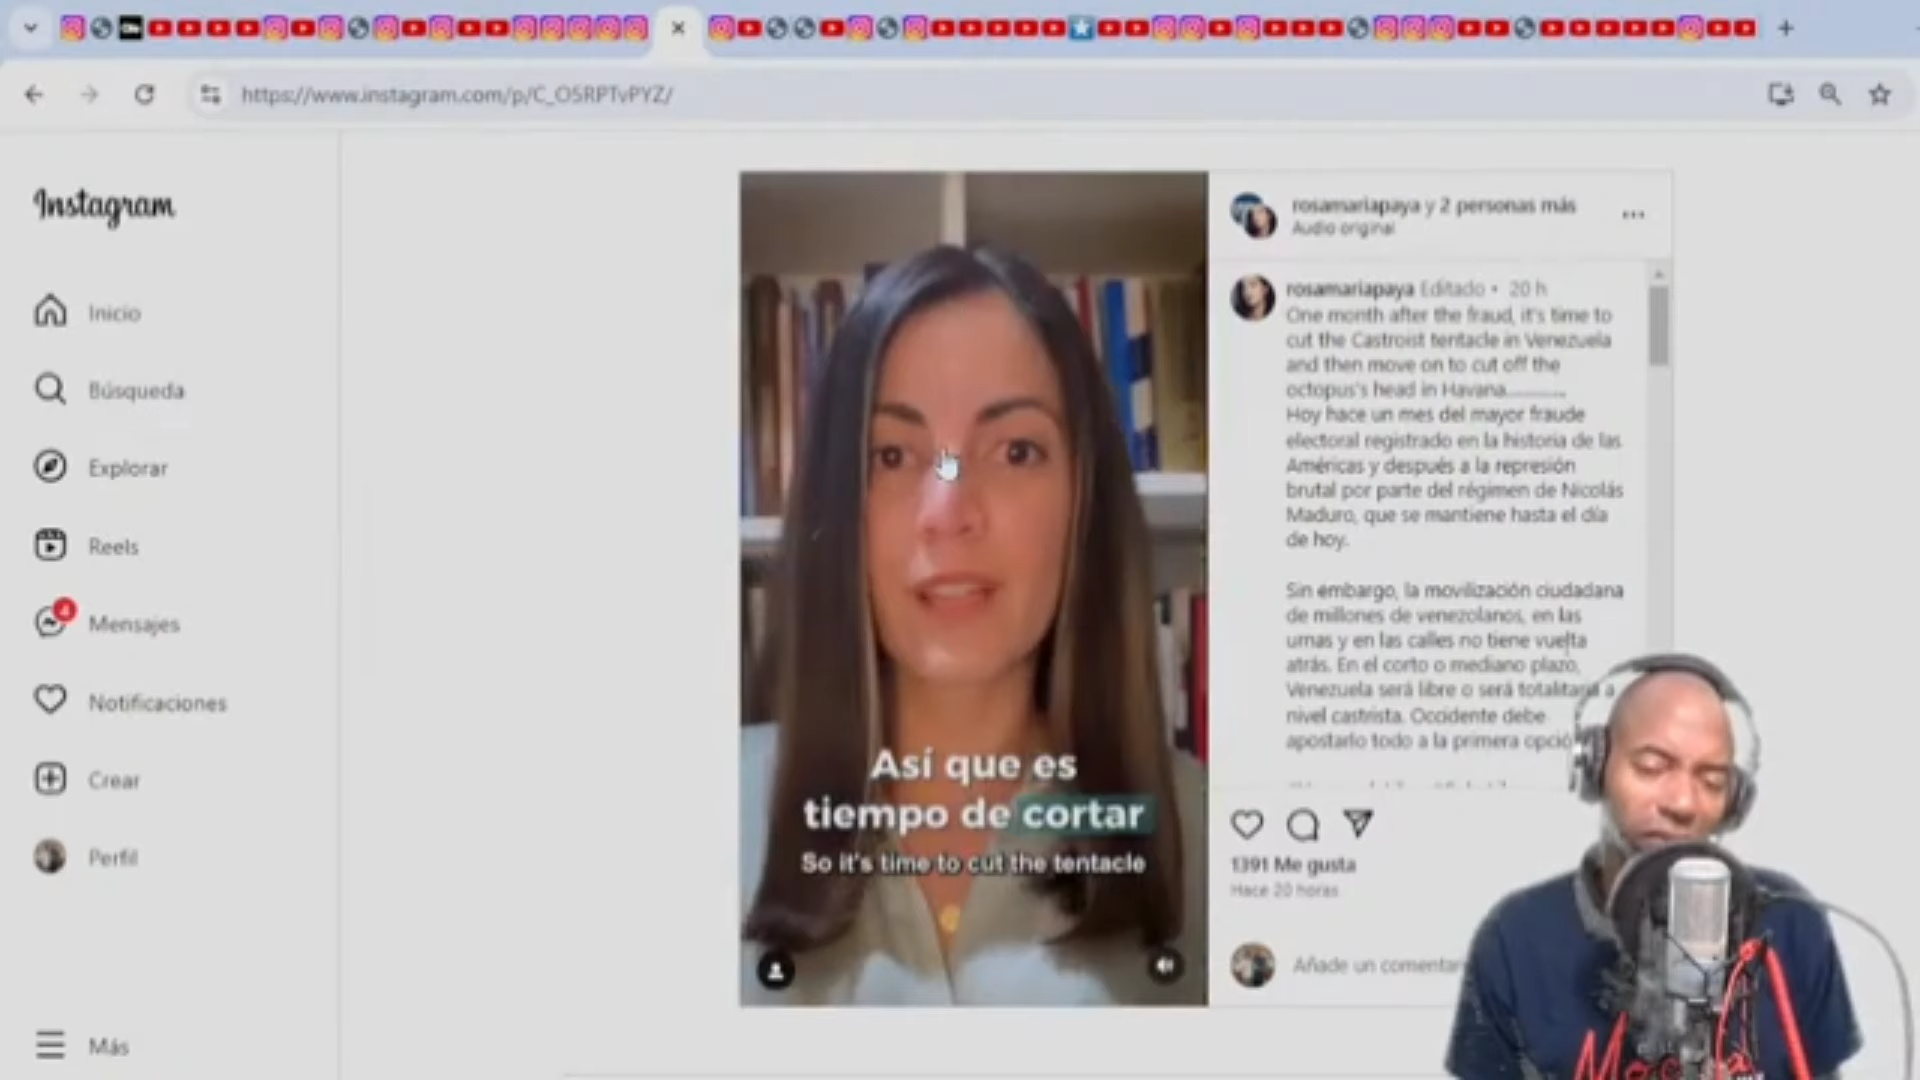 https://www.instagram.com/p/C_O5RPTvPYZ/
Instagram
Inicio
Búsqueda
Explorar
Reels
4
Mensajes
Notificaciones
Crear
Perfil
Más
Así que es
tiempo de cortar
So it's time to cut the tentacle
rosamariapaya y 2 personas más
Audio original
rosamariapaya Editado • 20 h
One month after the fraud, it's time to
cut the Castroist tentacle in Venezuela
and then move on to cut off the
octopus's head in Havana............
Hoy hace un mes del mayor fraude
electoral registrado en la historia de las
Américas y después a la represión
brutal por parte del régimen de Nicolás
Maduro, que se mantiene hasta el día
de hoy.
Sin embargo, la movilización ciudadana
de millones de venezolanos, en las
urnas y en las calles no tiene vuelta
atrás. En el corto o mediano plazo,
Venezuela será libre o será totalitaria a
nivel castrista. Occidente debe
apostarlo todo a la primera opció
1391 Me gusta
Hace 20 horas
Añade un comentar